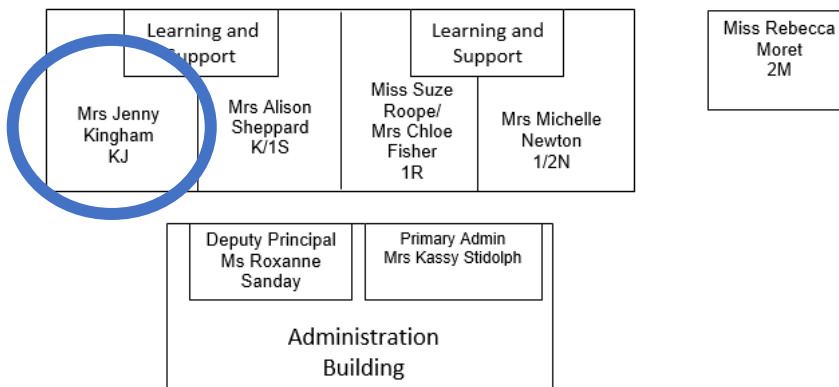 Learning and
Support
Learning and
Support
Mrs Jenny
Kingham
KJ
Mrs Alison
Sheppard
K/1S
Miss Suze
Roope/
Mrs Chloe
Fisher
1R
Mrs Michelle
Newton
1/2N
Miss Rebecca
Moret
2M
Deputy Principal
Ms Roxanne
Sanday
Primary Admin
Mrs Kassy Stidolph
Administration
Building